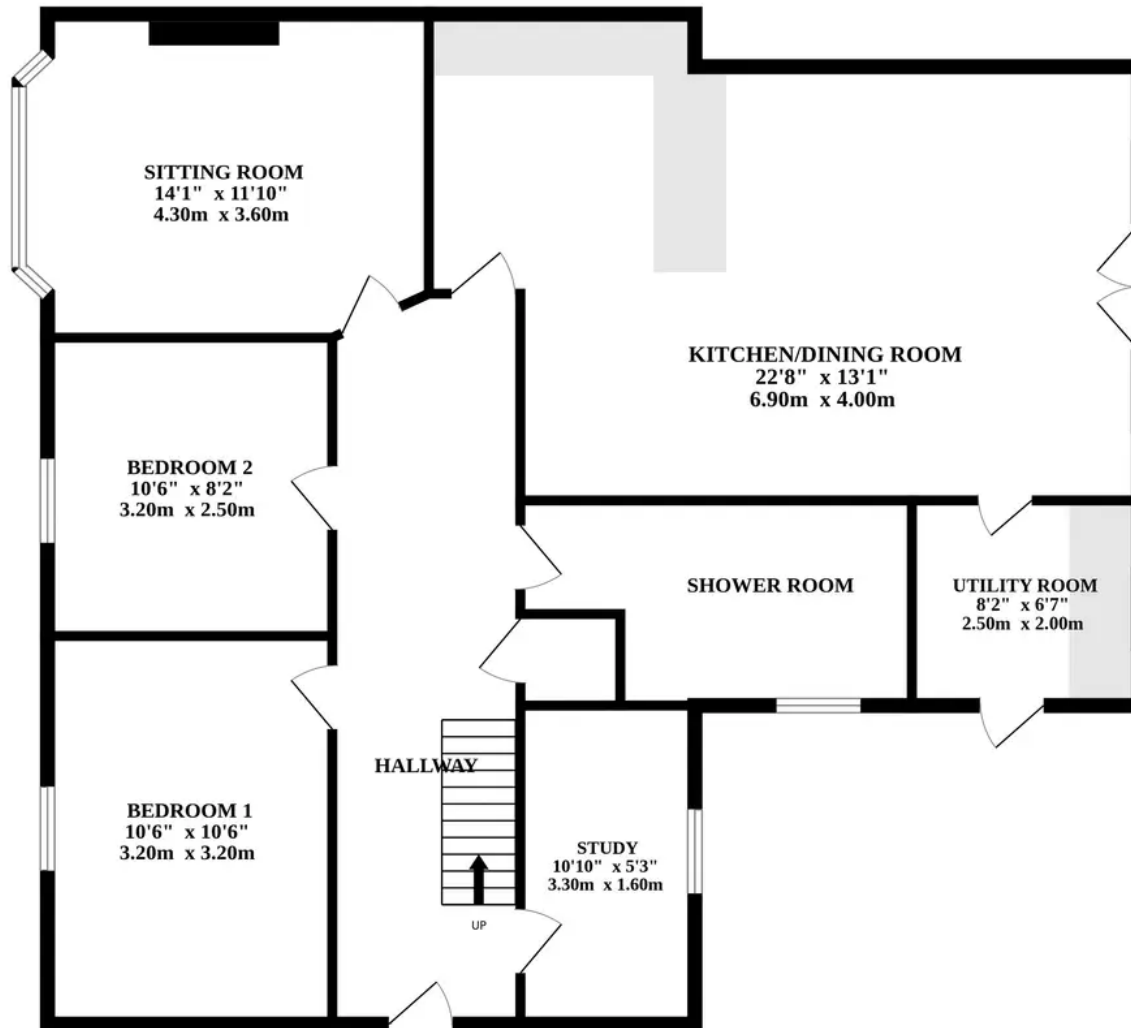 SITTING ROOM
14'1" x 11'10"
4.30m x 3.60m
KITCHEN/DINING ROOM
22'8" x 13'1"
6.90m x 4.00m
BEDROOM 2
10'6" x 8'2"
3.20m x 2.50m
SHOWER ROOM
UTILITY ROOM
8'2" x 6'7"
2.50m x 2.00m
HALLWAY
BEDROOM 1
10'6" x 10'6"
3.20m x 3.20m
STUDY
10'10" x 5'3"
3.30m x 1.60m
UP